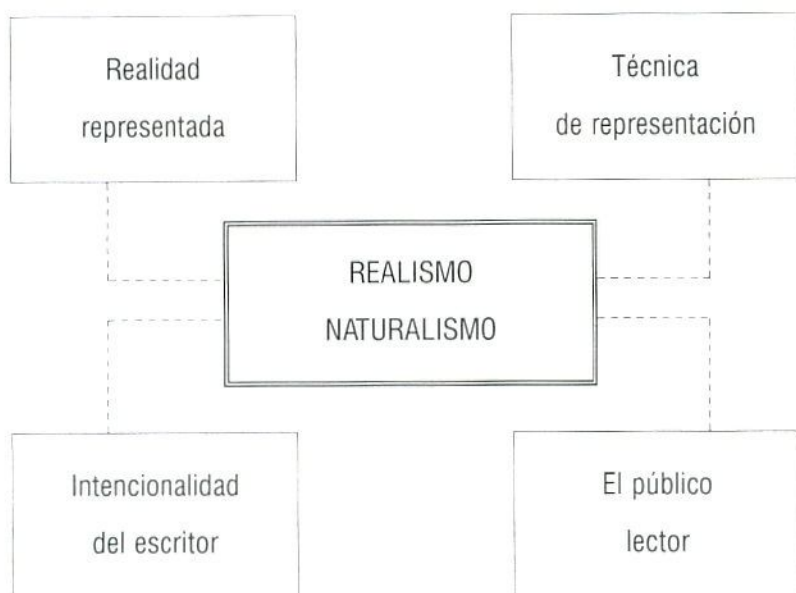 Realidad
representada
Técnica
de representación
REALISMO
NATURALISMO
Intencionalidad
del escritor
El público
lector